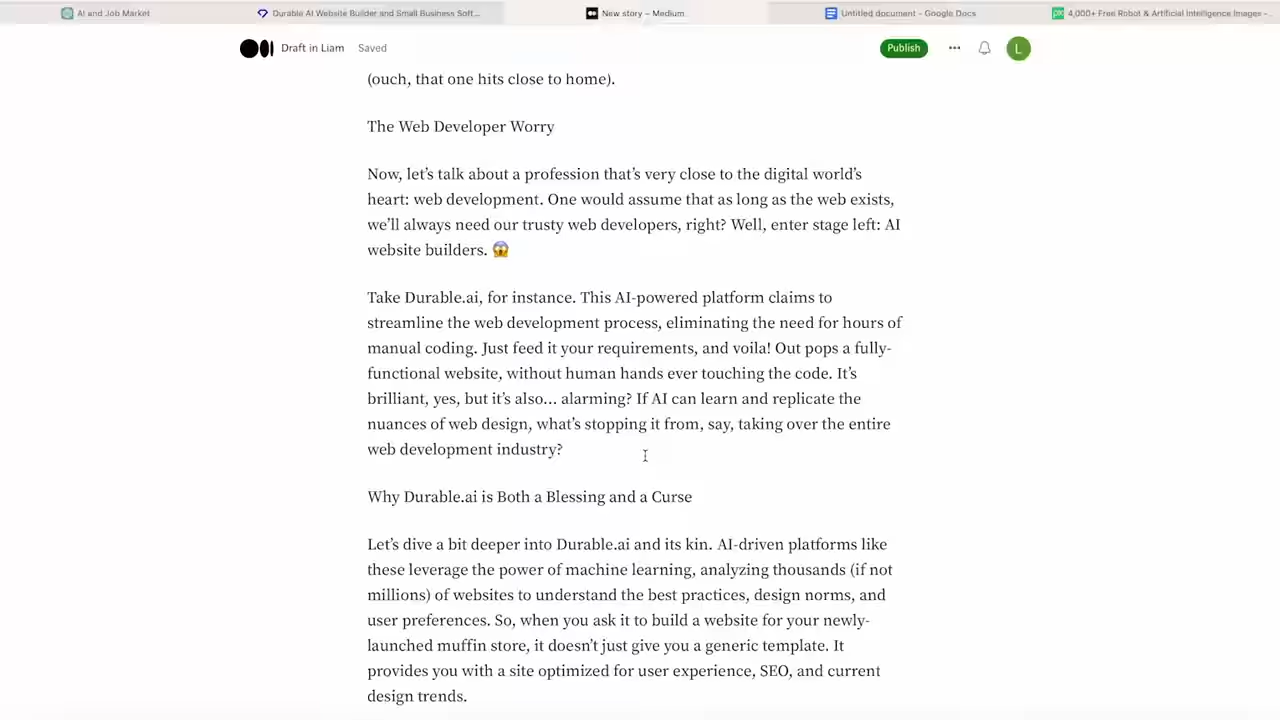 AI and Job Market
Durable AI Website Builder and Small Business Soft...
New story – Medium
Untitled document - Google Docs
4,000+ Free Robot & Artificial Intelligence Images -...
Draft in Liam
Saved
Publish
L
(ouch, that one hits close to home).
The Web Developer Worry
Now, let’s talk about a profession that’s very close to the digital world’s
heart: web development. One would assume that as long as the web exists,
we’ll always need our trusty web developers, right? Well, enter stage left: AI
website builders. 😱
Take Durable.ai, for instance. This AI-powered platform claims to
streamline the web development process, eliminating the need for hours of
manual coding. Just feed it your requirements, and voila! Out pops a fully-
functional website, without human hands ever touching the code. It’s
brilliant, yes, but it’s also… alarming? If AI can learn and replicate the
nuances of web design, what’s stopping it from, say, taking over the entire
web development industry?
Why Durable.ai is Both a Blessing and a Curse
Let’s dive a bit deeper into Durable.ai and its kin. AI-driven platforms like
these leverage the power of machine learning, analyzing thousands (if not
millions) of websites to understand the best practices, design norms, and
user preferences. So, when you ask it to build a website for your newly-
launched muffin store, it doesn’t just give you a generic template. It
provides you with a site optimized for user experience, SEO, and current
design trends.